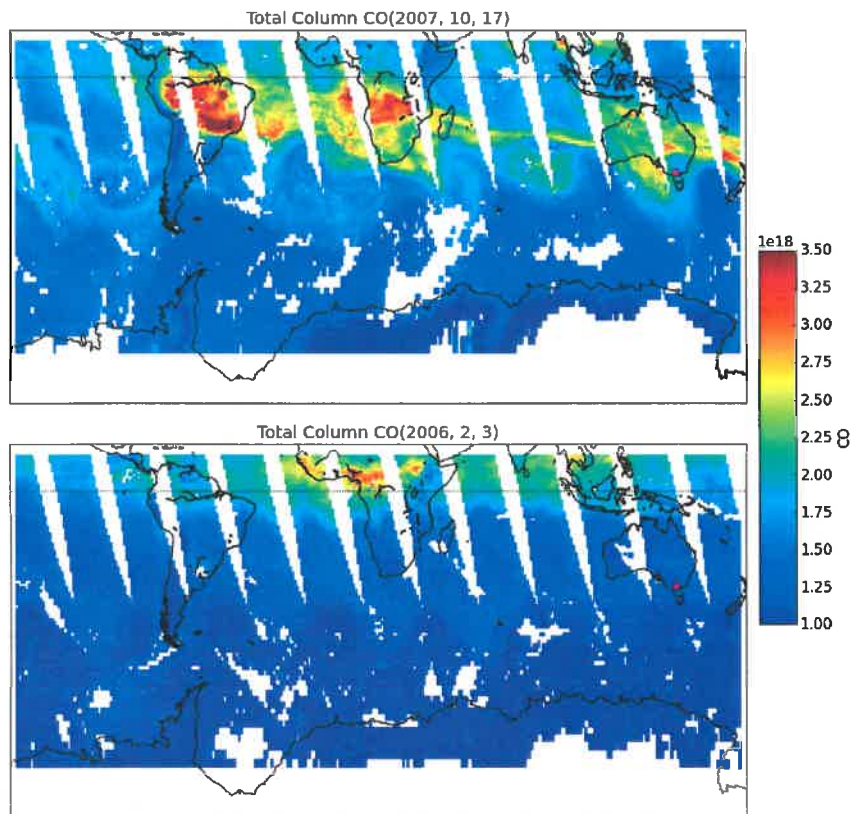 Total Column CO(2007, 10, 17)
1e18
3.50
3.25
3.00
2.75
2.50
2.25
2.00
1.75
1.50
1.25
1.00
CO
Total Column CO(2006, 2, 3)